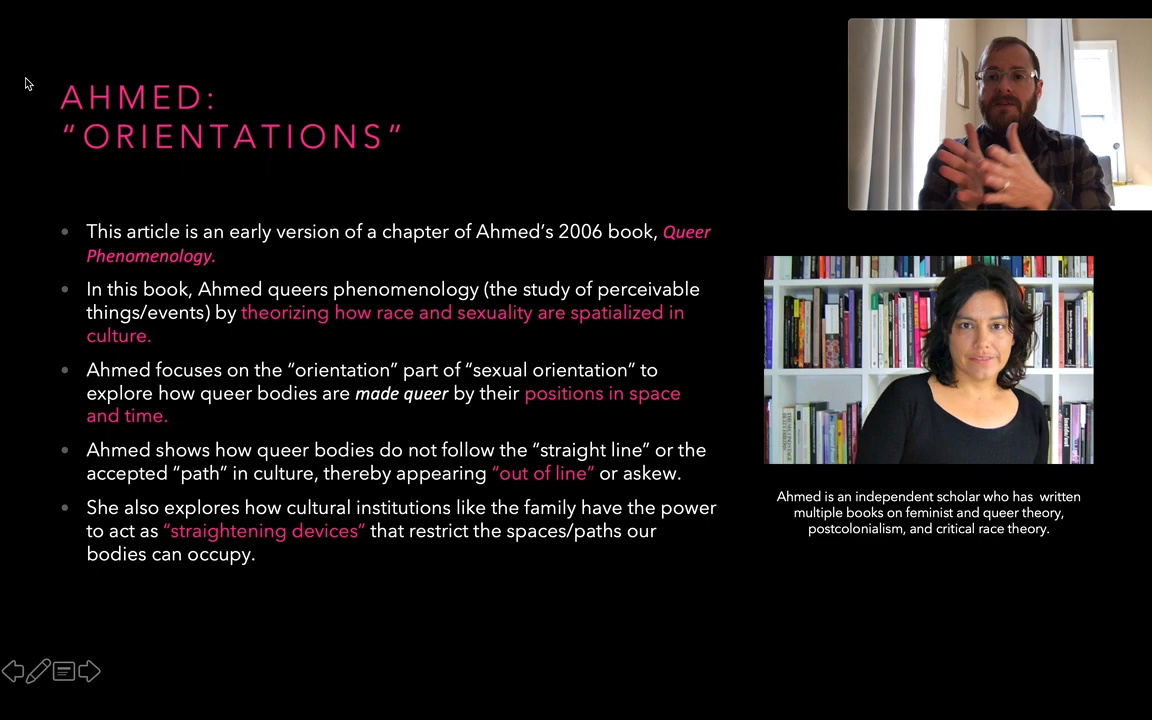 AHMED:
“ORIENTATIONS”
This article is an early version of a chapter of Ahmed’s 2006 book, Queer
Phenomenology.
In this book, Ahmed queers phenomenology (the study of perceivable
things/events) by theorizing how race and sexuality are spatialized in
culture.
Ahmed focuses on the “orientation” part of “sexual orientation” to
explore how queer bodies are made queer by their positions in space
and time.
Ahmed shows how queer bodies do not follow the “straight line” or the
accepted “path” in culture, thereby appearing “out of line” or askew.
She also explores how cultural institutions like the family have the power
to act as “straightening devices” that restrict the spaces/paths our
bodies can occupy.
Ahmed is an independent scholar who has written
multiple books on feminist and queer theory,
postcolonialism, and critical race theory.